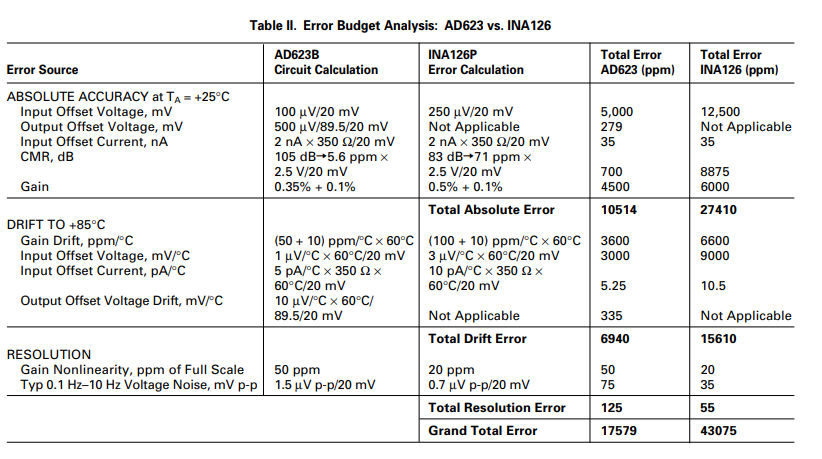 Table II. Error Budget Analysis: AD623 vs. INA126
AD623B INA126P Total Error Total Error
Error Source Circuit Calculation Error Calculation AD623 (ppm) INA126 (ppm)
ABSOLUTE ACCURACY at TA = +25°C
Input Offset Voltage, mV 100 μV/20 mV 250 μV/20 mV 5,000 12,500
Output Offset Voltage, mV 500 μV/89.5/20 mV Not Applicable 279 Not Applicable
Input Offset Current, nA 2 nA × 350 Ω/20 mV 2 nA × 350 Ω/20 mV 35 35
CMR, dB 105 dB→5.6 ppm × 83 dB→71 ppm ×
2.5 V/20 mV 2.5 V/20 mV 700 8875
Gain 0.35% + 0.1% 0.5% + 0.1% 4500 6000
Total Absolute Error 10514 27410
DRIFT TO +85°C
Gain Drift, ppm/°C (50 + 10) ppm/°C × 60°C (100 + 10) ppm/°C × 60°C 3600 6600
Input Offset Voltage, mV/°C 1 μV/°C × 60°C/20 mV 3 μV/°C × 60°C/20 mV 3000 9000
Input Offset Current, pA/°C 5 pA/°C × 350 Ω × 10 pA/°C × 350 Ω ×
60°C/20 mV 60°C/20 mV 5.25 10.5
Output Offset Voltage Drift, mV/°C 10 μV/°C × 60°C/
89.5/20 mV Not Applicable 335 Not Applicable
Total Drift Error 6940 15610
RESOLUTION
Gain Nonlinearity, ppm of Full Scale 50 ppm 20 ppm 50 20
Typ 0.1 Hz–10 Hz Voltage Noise, mV p-p 1.5 μV p-p/20 mV 0.7 μV p-p/20 mV 75 35
Total Resolution Error 125 55
Grand Total Error 17579 43075